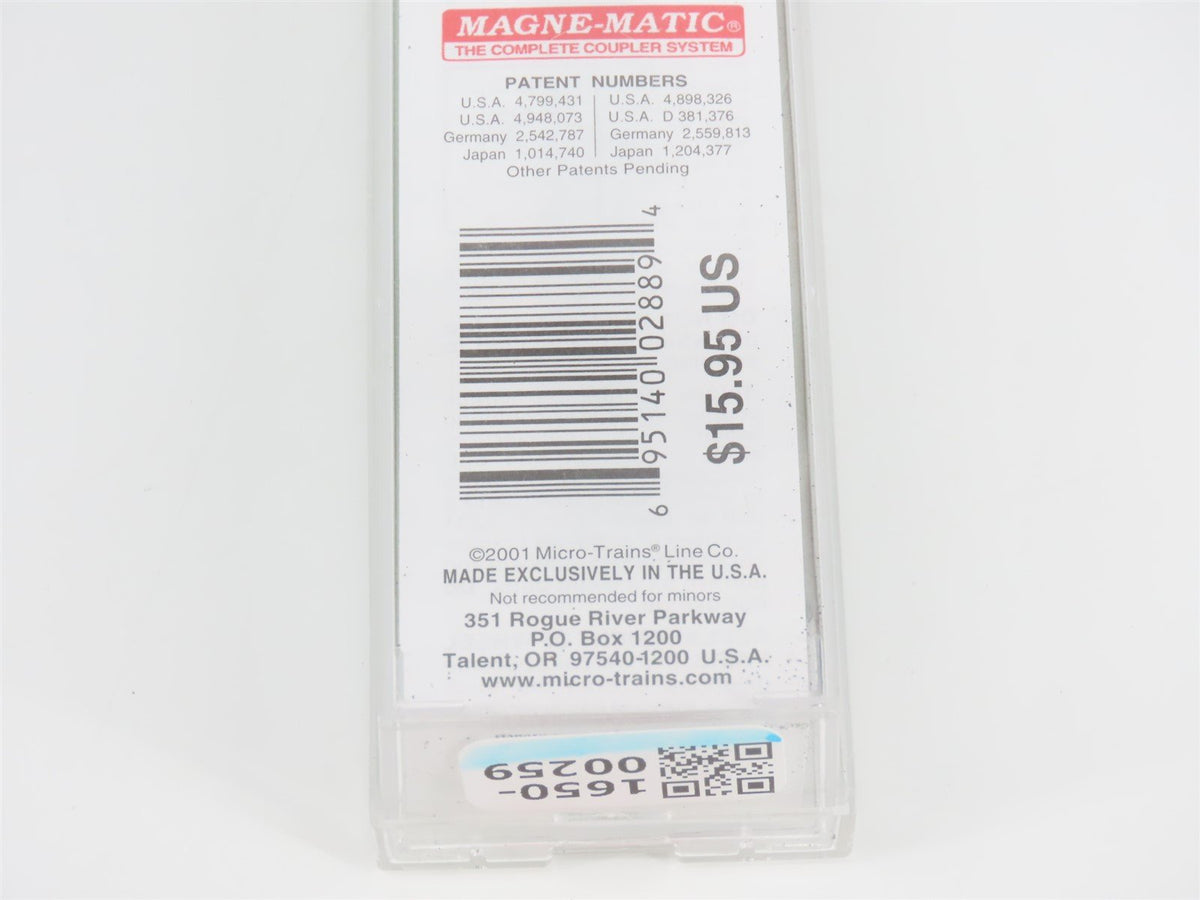 MAGNE-MATIC®
THE COMPLETE COUPLER SYSTEM
PATENT NUMBERS
U.S.A. 4,799,431
U.S.A. 4,948,073
Germany 2,542,787
Japan 1,014,740
U.S.A. 4,898,326
U.S.A. D 381,376
Germany 2,559,813
Japan 1,204,377
Other Patents Pending
6 95140 02889 4
$15.95 US
©2001 Micro-Trains® Line Co.
MADE EXCLUSIVELY IN THE U.S.A.
Not recommended for minors
351 Rogue River Parkway
P.O. Box 1200
Talent, OR 97540-1200 U.S.A.
www.micro-trains.com
1650-
00259